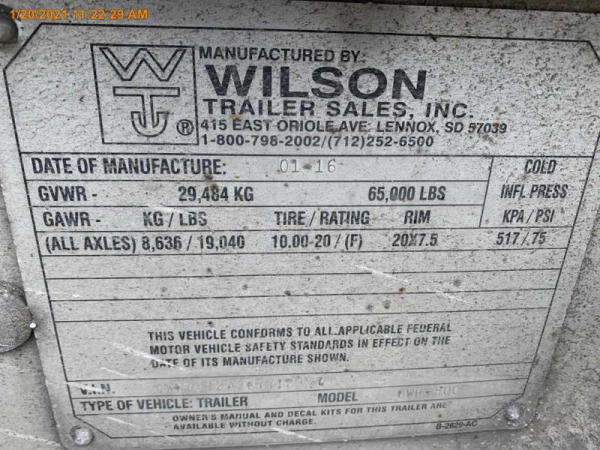 1/20/2021 11:22:29 AM
MANUFACTURED BY:
WILSON
TRAILER SALES, INC.
415 EAST ORIOLE AVE. LENNOX, SD 57039
1-800-798-2002/(712)252-6500
WTJ ®
DATE OF MANUFACTURE: 01 16 COLD
GVWR - 29,484 KG 65,000 LBS INFL PRESS
GAWR - KG / LBS TIRE / RATING RIM KPA / PSI
(ALL AXLES) 8,636 / 19,040 10.00-20 / (F) 20X7.5 517 / 75
THIS VEHICLE CONFORMS TO ALL APPLICABLE FEDERAL
MOTOR VEHICLE SAFETY STANDARDS IN EFFECT ON THE
DATE OF ITS MANUFACTURE SHOWN.
V.I.N.
TYPE OF VEHICLE: TRAILER MODEL
OWNER'S MANUAL AND DECAL KITS FOR THIS TRAILER ARE
AVAILABLE WITHOUT CHARGE. B-2629-AC